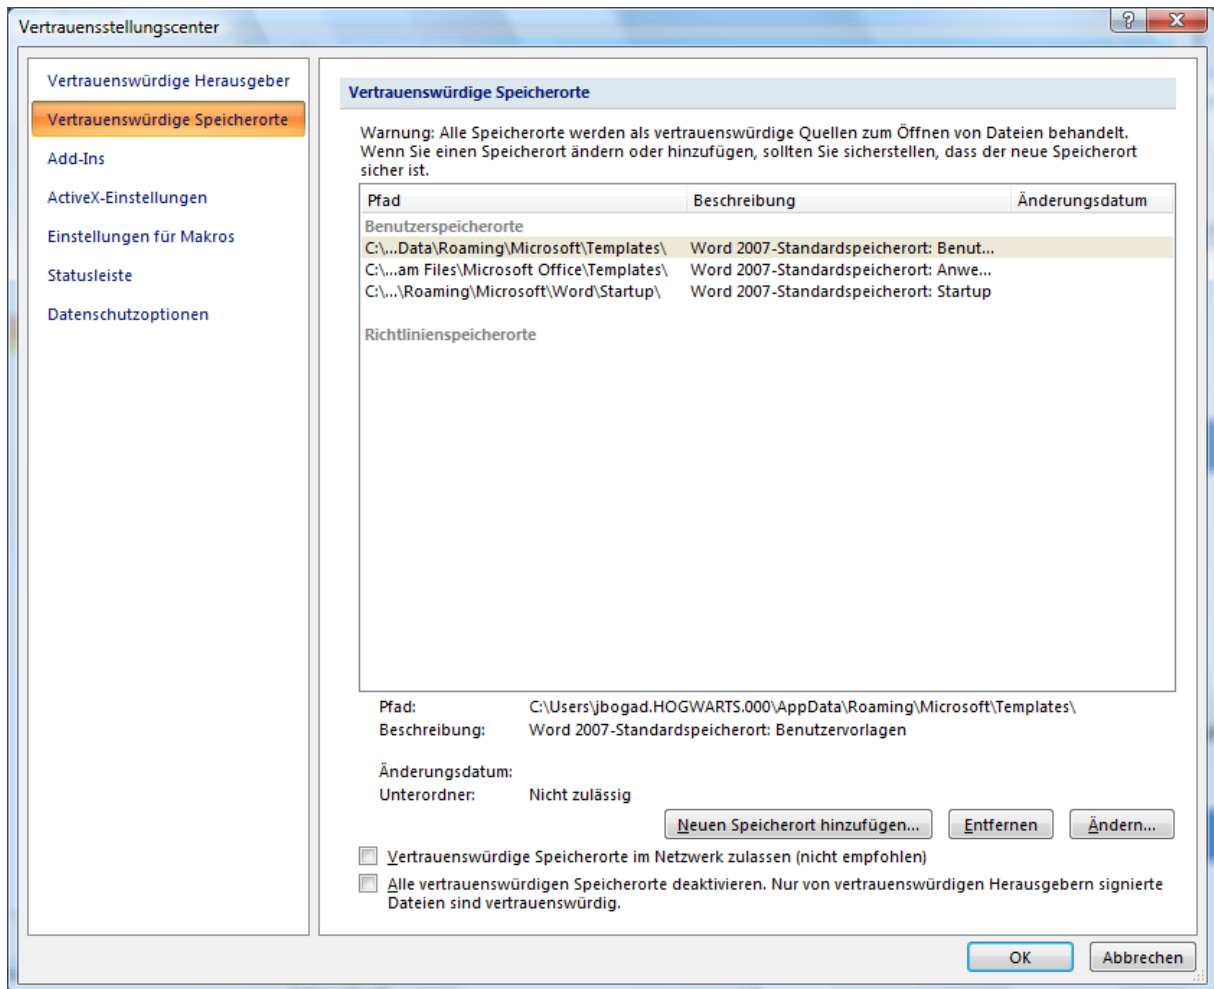 Vertrauensstellungscenter
Vertrauenswürdige Herausgeber
Vertrauenswürdige Speicherorte
Add-Ins
ActiveX-Einstellungen
Einstellungen für Makros
Statusleiste
Datenschutzoptionen
Vertrauenswürdige Speicherorte
Warnung: Alle Speicherorte werden als vertrauenswürdige Quellen zum Öffnen von Dateien behandelt.
Wenn Sie einen Speicherort ändern oder hinzufügen, sollten Sie sicherstellen, dass der neue Speicherort
sicher ist.
Pfad Beschreibung Änderungsdatum
Benutzerspeicherorte
C:\...Data\Roaming\Microsoft\Templates\ Word 2007-Standardspeicherort: Benut...
C:\...am Files\Microsoft Office\Templates\ Word 2007-Standardspeicherort: Anwe...
C:\...\Roaming\Microsoft\Word\Startup\ Word 2007-Standardspeicherort: Startup
Richtlinienspeicherorte
Pfad: C:\Users\jbogad.HOGWARTS.000\AppData\Roaming\Microsoft\Templates\
Beschreibung: Word 2007-Standardspeicherort: Benutzervorlagen
Änderungsdatum:
Unterordner: Nicht zulässig
Neuen Speicherort hinzufügen... Entfernen Ändern...
Vertrauenswürdige Speicherorte im Netzwerk zulassen (nicht empfohlen)
Alle vertrauenswürdigen Speicherorte deaktivieren. Nur von vertrauenswürdigen Herausgebern signierte
Dateien sind vertrauenswürdig.
OK Abbrechen